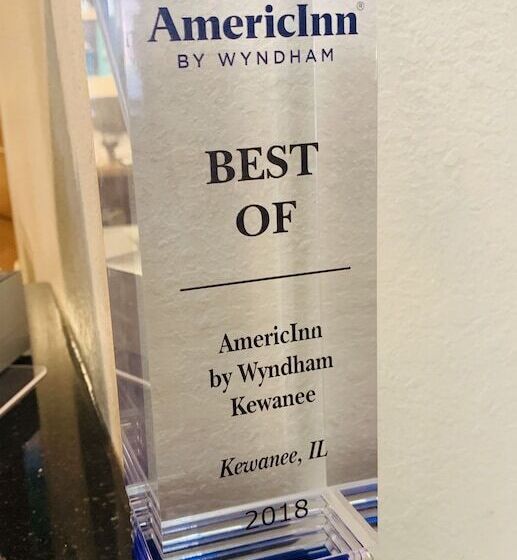 AmericInn®
BY WYNDHAM
BEST
OF
AmericInn
by Wyndham
Kewanee
Kewanee, IL
2018